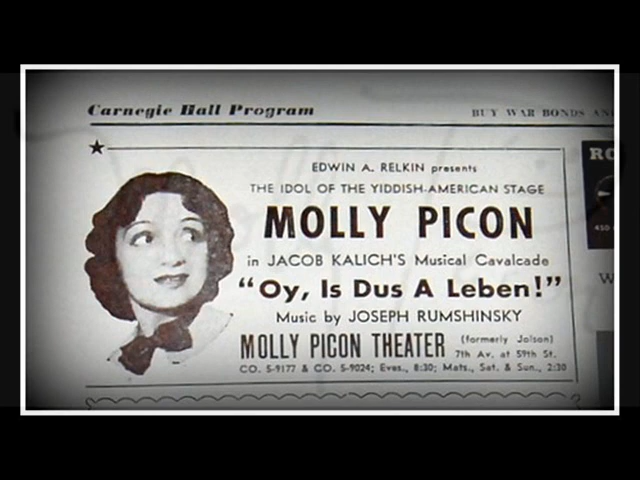 Carnegie Hall Program
BUY WAR BONDS AN
EDWIN A. RELKIN presents
THE IDOL OF THE YIDDISH-AMERICAN STAGE
MOLLY PICON
in JACOB KALICH'S Musical Cavalcade
"Oy, Is Dus A Leben!"
Music by JOSEPH RUMSHINSKY
MOLLY PICON THEATER (formerly Jolson)
7th Av. at 59th St.
CO. 5-9177 & CO. 5-9024; Eves., 8:30; Mats., Sat. & Sun., 2:30
RO
450
W